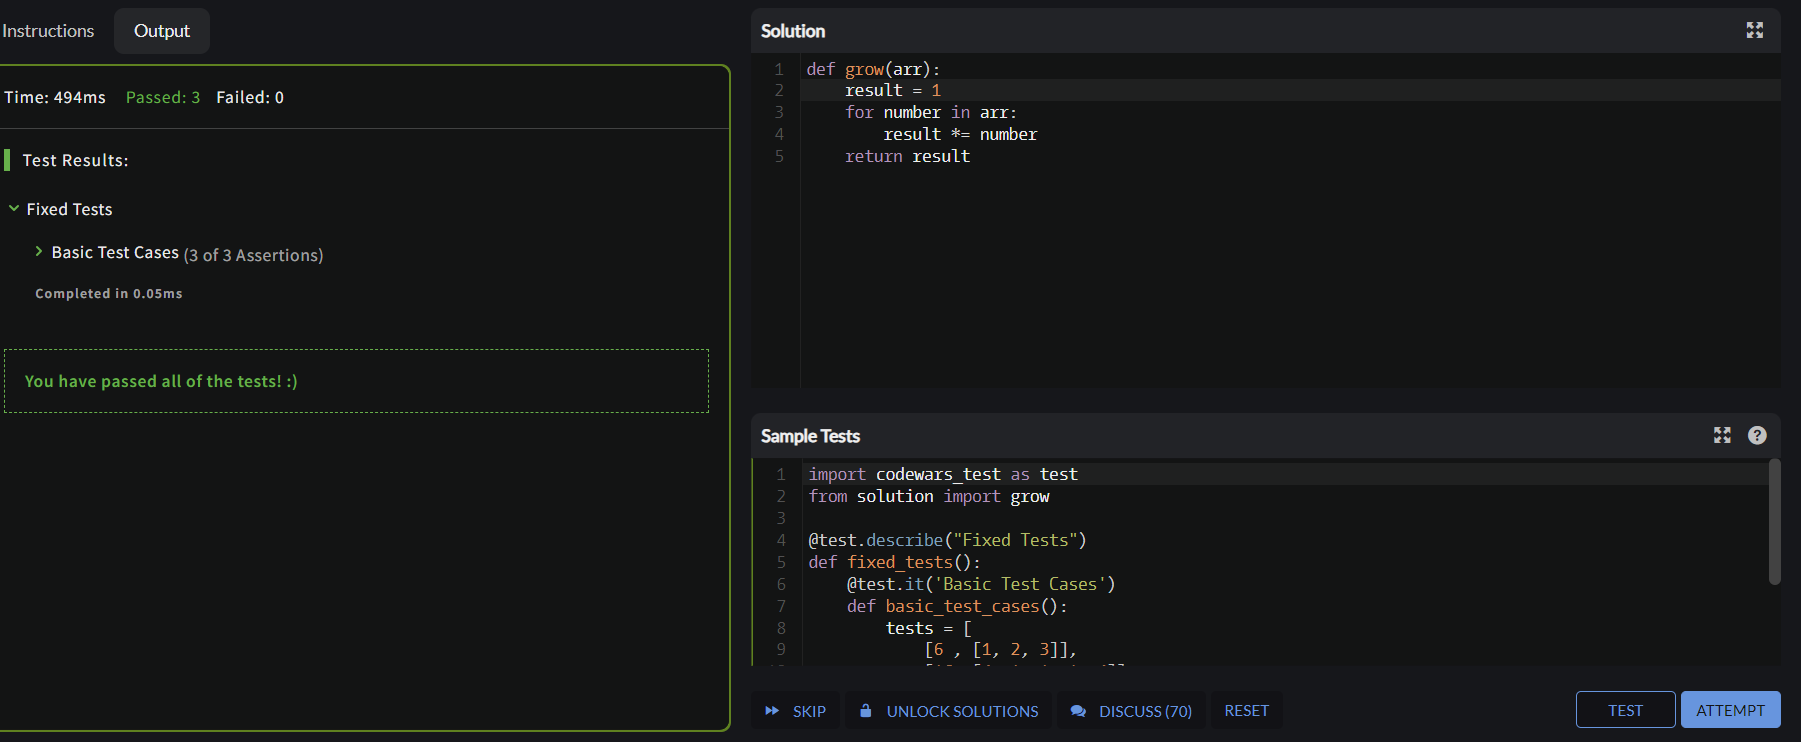 Instructions
Output
Time: 494ms Passed: 3 Failed: 0
Test Results:
Fixed Tests
Basic Test Cases (3 of 3 Assertions)
Completed in 0.05ms
You have passed all of the tests! :)
Solution
1 def grow(arr):
2     result = 1
3     for number in arr:
4         result *= number
5     return result
Sample Tests
?
1 import codewars_test as test
2 from solution import grow
3
4 @test.describe("Fixed Tests")
5 def fixed_tests():
6     @test.it('Basic Test Cases')
7     def basic_test_cases():
8         tests = [
9             [6 , [1, 2, 3]],
SKIP
UNLOCK SOLUTIONS
DISCUSS (70)
RESET
TEST
ATTEMPT